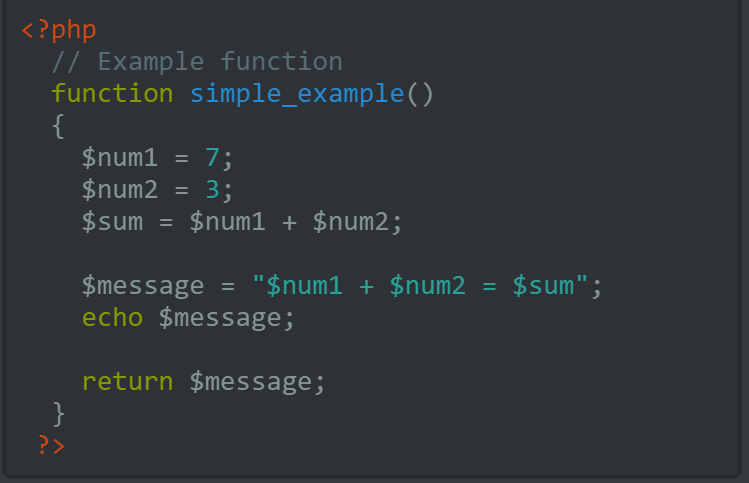 <?php
// Example function
function simple_example()
{
$num1 = 7;
$num2 = 3;
$sum = $num1 + $num2;
$message = "$num1 + $num2 = $sum";
echo $message;
return $message;
}
?>